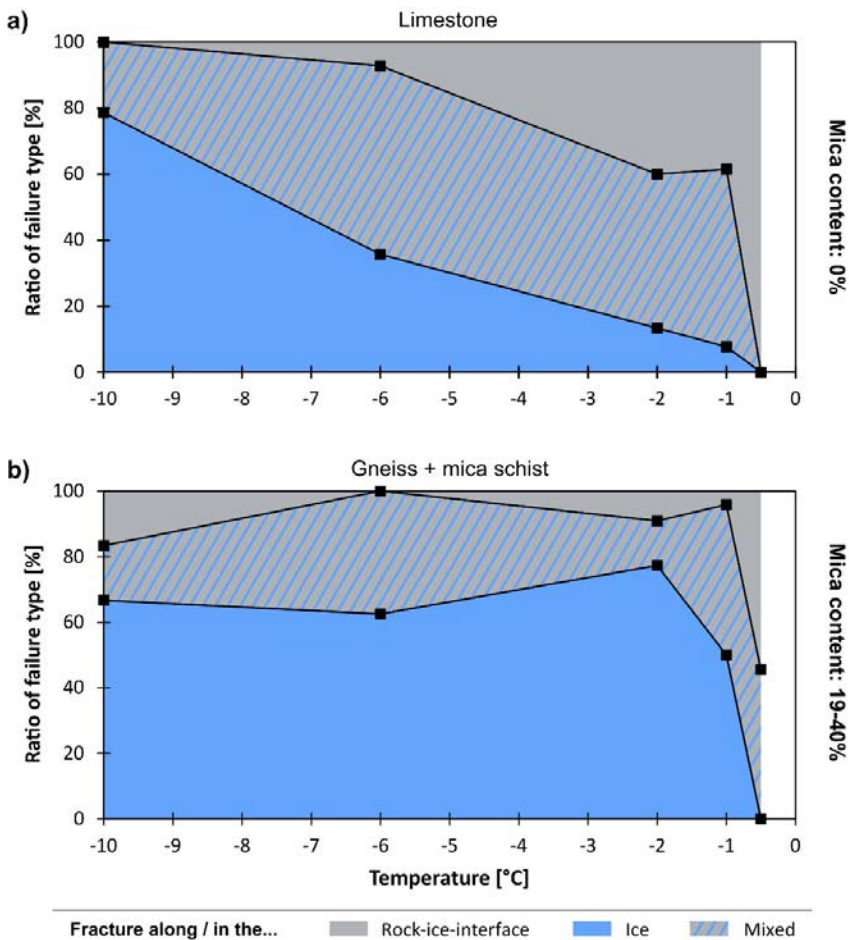 a)
Limestone
Ratio of failure type [%]
100
80
60
40
20
0
-10 -9 -8 -7 -6 -5 -4 -3 -2 -1 0
Mica content: 0%
b)
Gneiss + mica schist
Ratio of failure type [%]
100
80
60
40
20
0
-10 -9 -8 -7 -6 -5 -4 -3 -2 -1 0
Temperature [°C]
Mica content: 19-40%
Fracture along / in the... Rock-ice-interface Ice Mixed